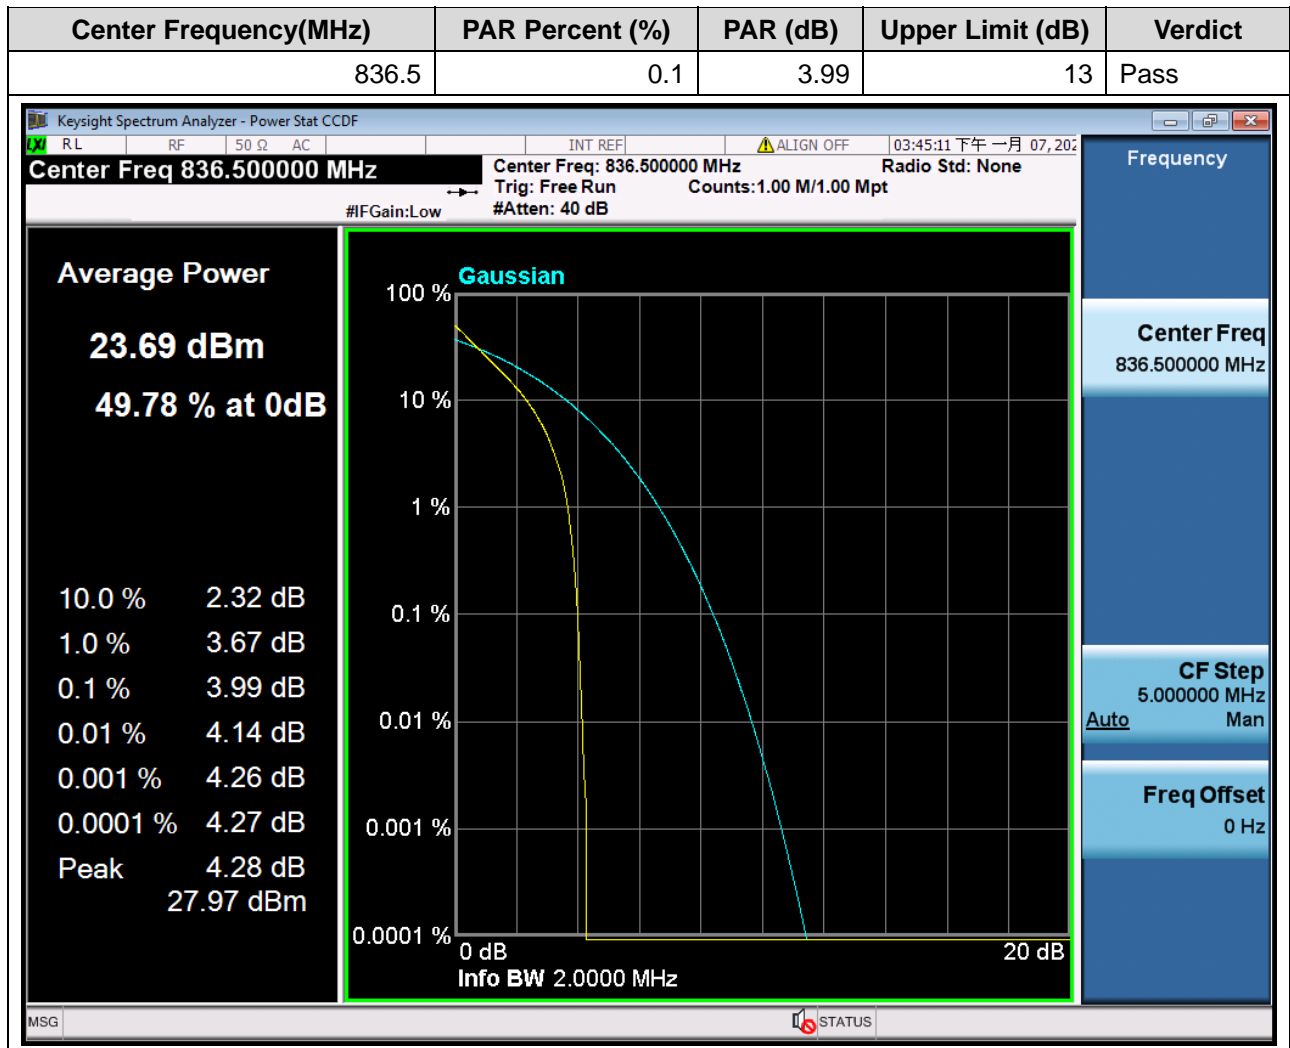 Center Frequency(MHz) PAR Percent (%) PAR (dB) Upper Limit (dB) Verdict
836.5 0.1 3.99 13 Pass
Keysight Spectrum Analyzer - Power Stat CCDF
LXI RL RF 50 Ω AC INT REF ALIGN OFF 03:45:11 下午 一月 07, 202
Center Freq 836.500000 MHz
Center Freq: 836.500000 MHz Radio Std: None
Trig: Free Run Counts:1.00 M/1.00 Mpt
#IFGain:Low #Atten: 40 dB
Average Power
23.69 dBm
49.78 % at 0dB
10.0 % 2.32 dB
1.0 % 3.67 dB
0.1 % 3.99 dB
0.01 % 4.14 dB
0.001 % 4.26 dB
0.0001 % 4.27 dB
Peak 4.28 dB
27.97 dBm
Gaussian
100 %
10 %
1 %
0.1 %
0.01 %
0.001 %
0.0001 %
0 dB 20 dB
Info BW 2.0000 MHz
Frequency
Center Freq
836.500000 MHz
CF Step
5.000000 MHz
Auto Man
Freq Offset
0 Hz
MSG STATUS